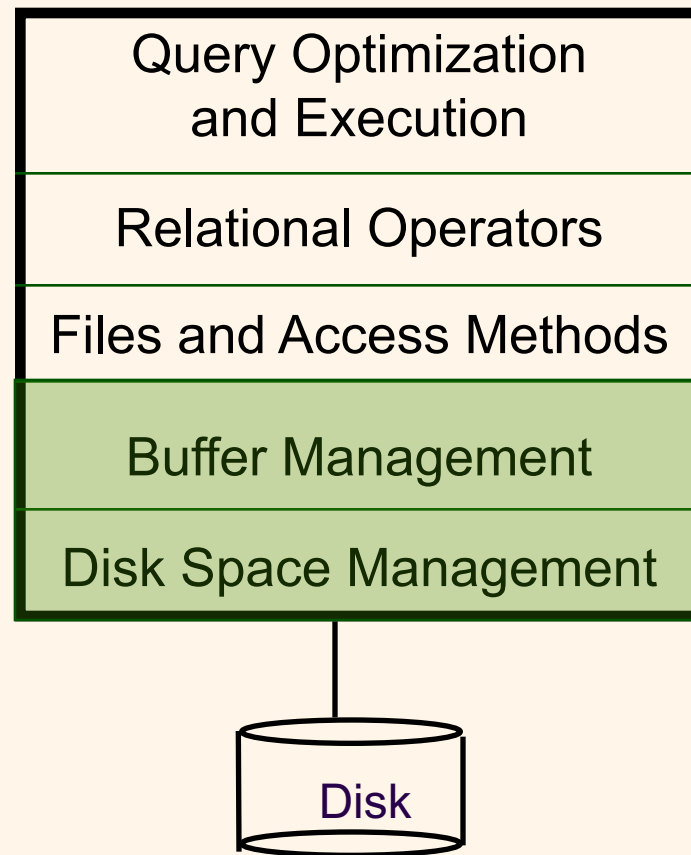 Query Optimization
and Execution
Relational Operators
Files and Access Methods
Buffer Management
Disk Space Management
Disk